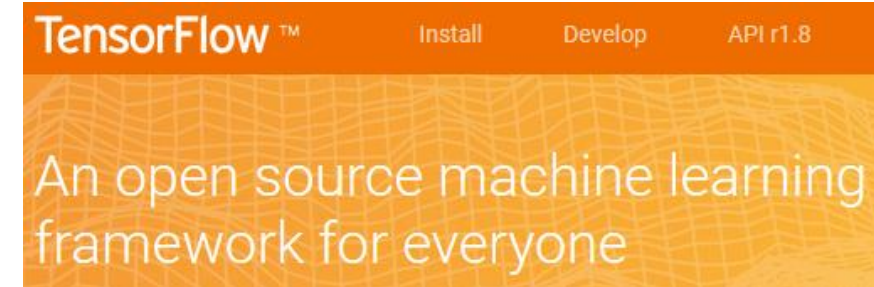 TensorFlow ™ Install Develop API r1.8
An open source machine learning
framework for everyone